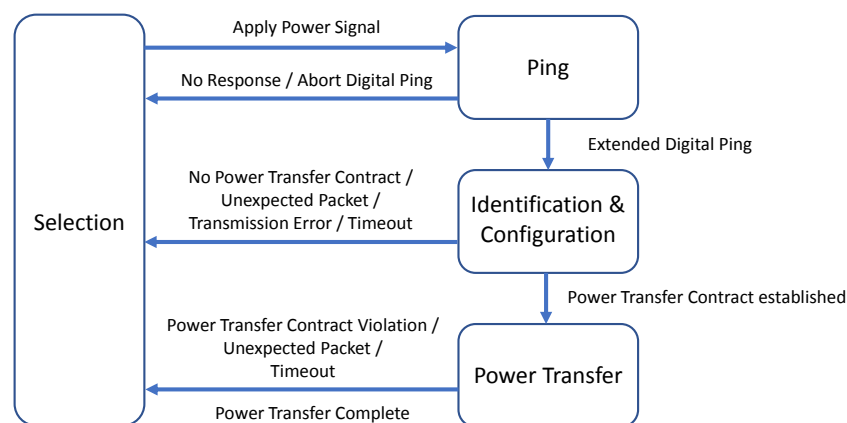 Apply Power Signal
Ping
No Response / Abort Digital Ping
Extended Digital Ping
No Power Transfer Contract /
Unexpected Packet /
Transmission Error / Timeout
Identification &
Configuration
Selection
Power Transfer Contract established
Power Transfer Contract Violation /
Unexpected Packet /
Timeout
Power Transfer
Power Transfer Complete